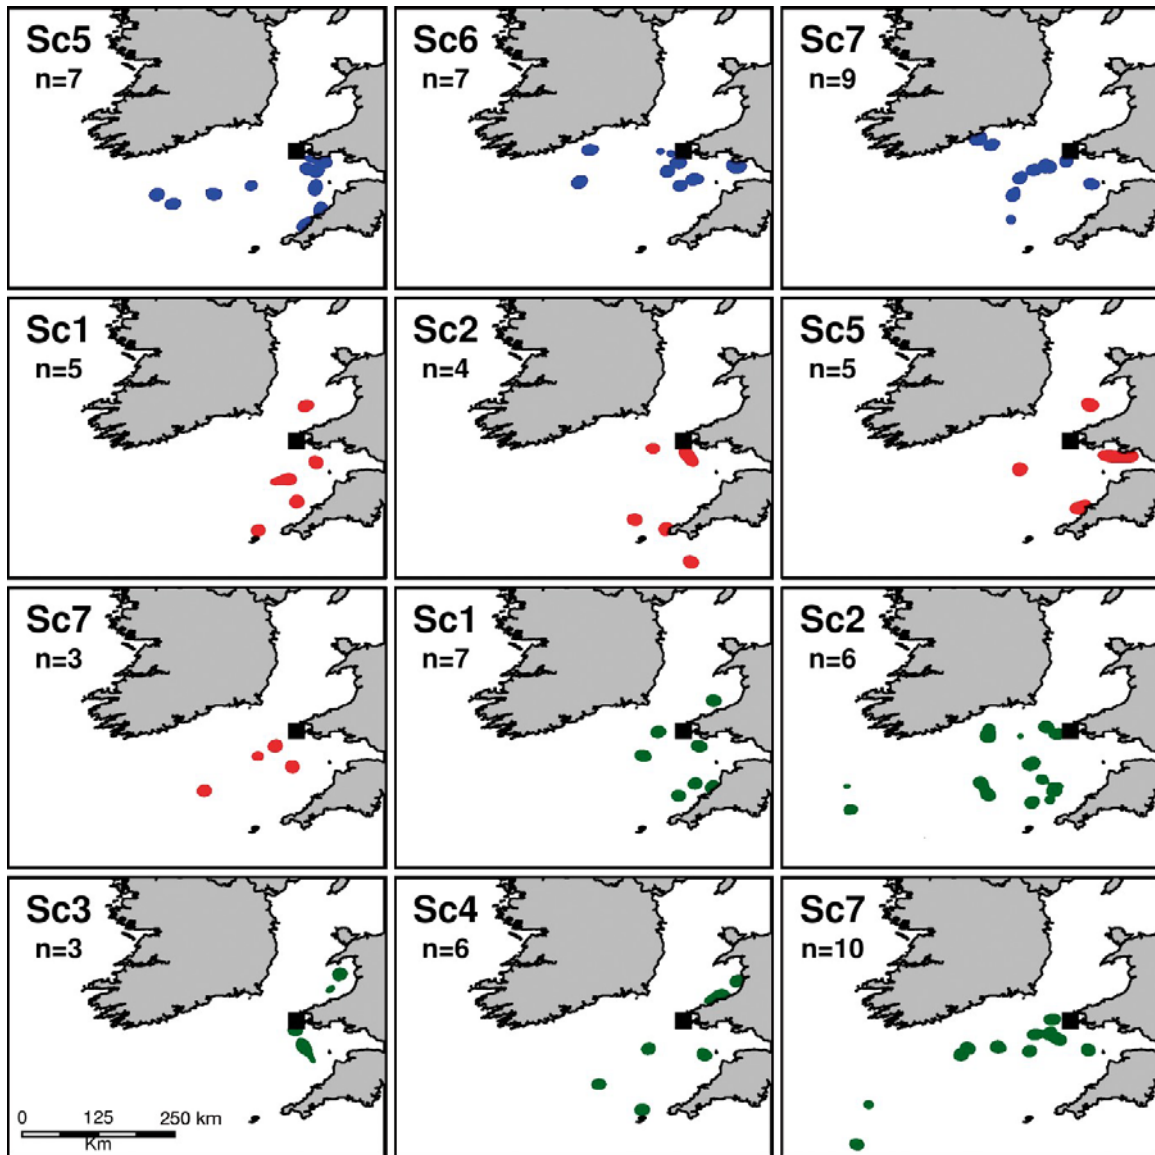 Sc5
n=7
Sc6
n=7
Sc7
n=9
Sc1
n=5
Sc2
n=4
Sc5
n=5
Sc7
n=3
Sc1
n=7
Sc2
n=6
Sc3
n=3
Sc4
n=6
Sc7
n=10
0 125 250 km
Km